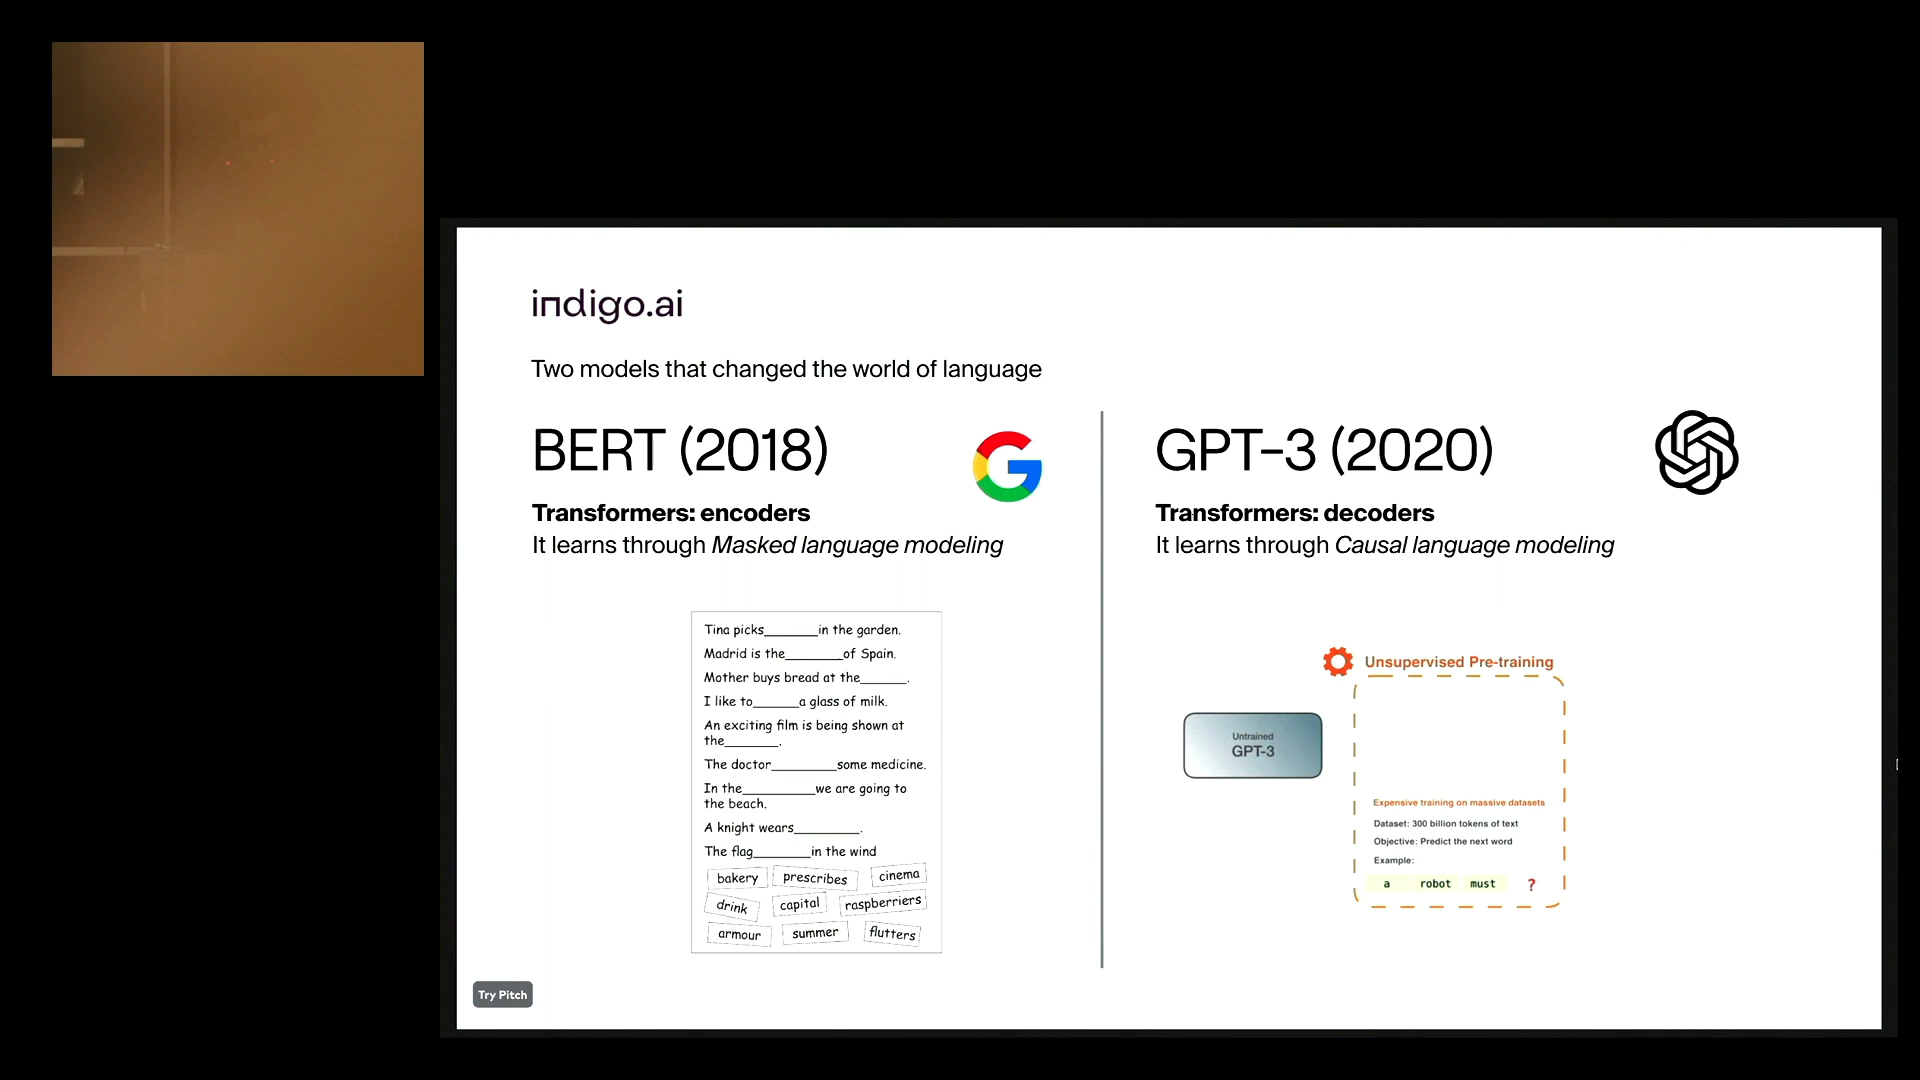 indigo.ai
Two models that changed the world of language
BERT (2018)
Transformers: encoders
It learns through Masked language modeling
Tina picks_______in the garden.
Madrid is the________of Spain.
Mother buys bread at the______.
I like to______a glass of milk.
An exciting film is being shown at
the_______.
The doctor_________some medicine.
In the__________we are going to
the beach.
A knight wears_________.
The flag________in the wind
bakery prescribes cinema
drink capital raspberriers
armour summer flutters
GPT-3 (2020)
Transformers: decoders
It learns through Causal language modeling
Unsupervised Pre-training
Untrained
GPT-3
Expensive training on massive datasets
Dataset: 300 billion tokens of text
Objective: Predict the next word
Example:
a robot must ?
Try Pitch